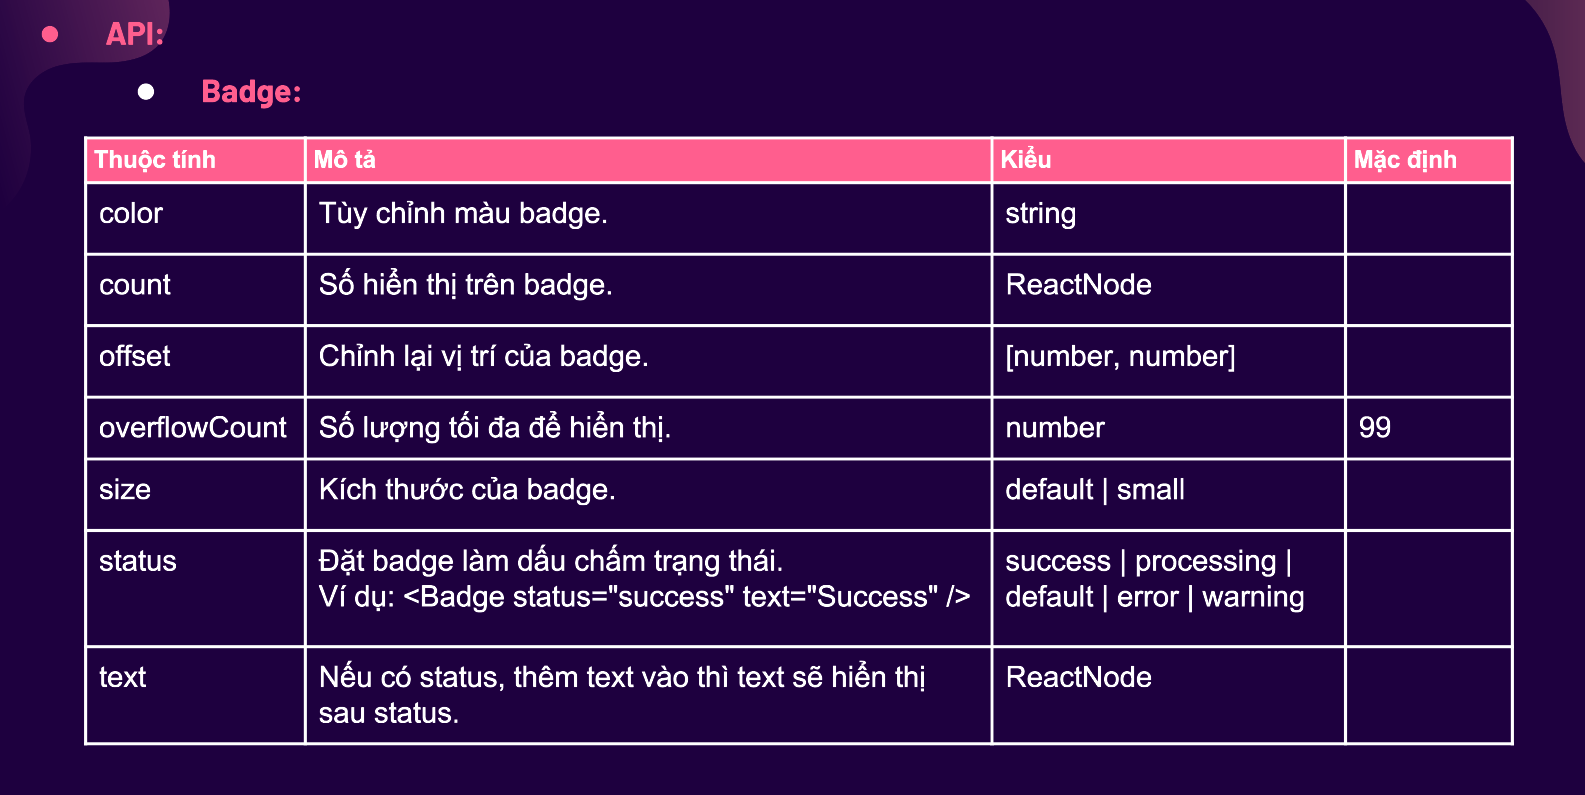 API:
Badge:
Thuộc tính Mô tả Kiểu Mặc định
color Tùy chỉnh màu badge. string
count Số hiển thị trên badge. ReactNode
offset Chỉnh lại vị trí của badge. [number, number]
overflowCount Số lượng tối đa để hiển thị. number 99
size Kích thước của badge. default | small
status Đặt badge làm dấu chấm trạng thái. success | processing |
Ví dụ: <Badge status="success" text="Success" /> default | error | warning
text Nếu có status, thêm text vào thì text sẽ hiển thị ReactNode
sau status.